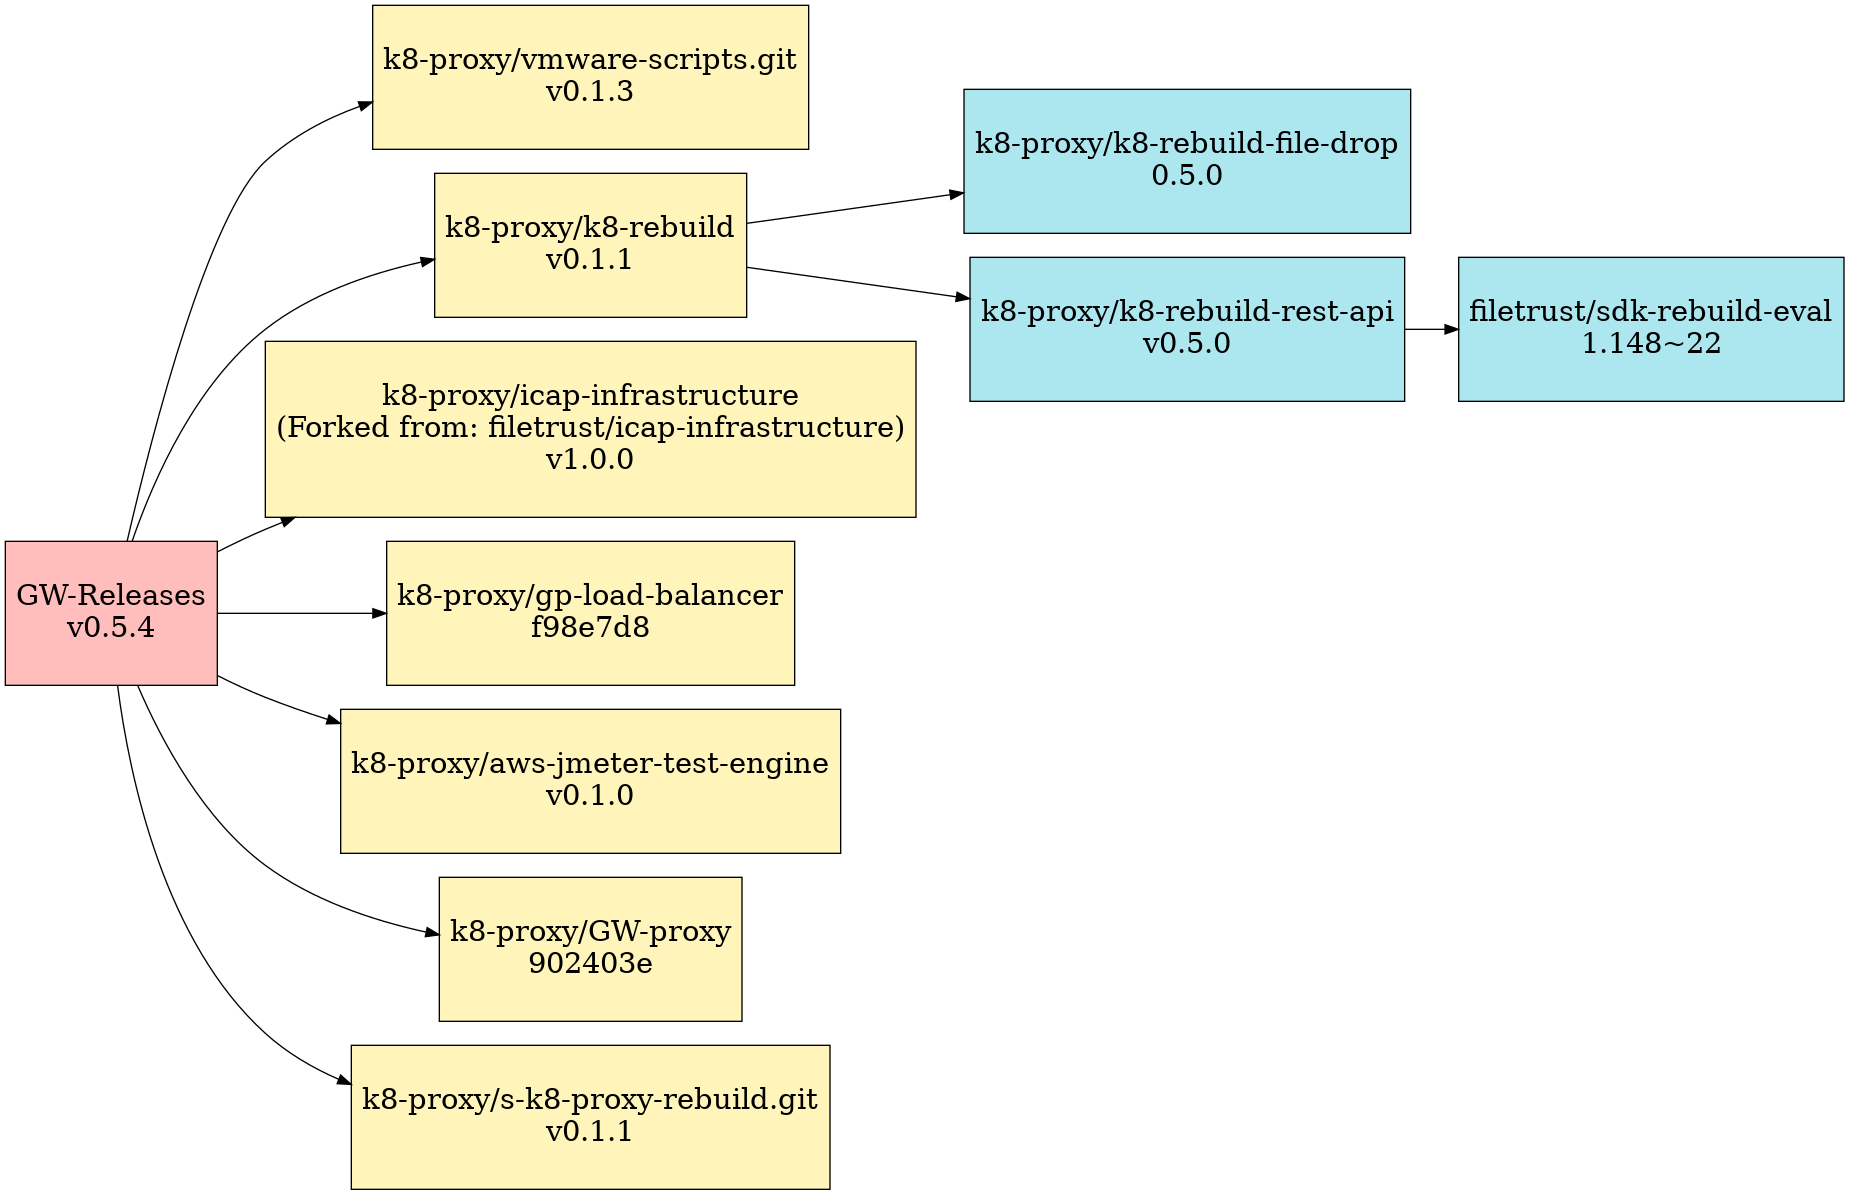 k8-proxy/vmware-scripts.git
v0.1.3
k8-proxy/k8-rebuild-file-drop
0.5.0
k8-proxy/k8-rebuild
v0.1.1
k8-proxy/k8-rebuild-rest-api
v0.5.0
filetrust/sdk-rebuild-eval
1.148~22
k8-proxy/icap-infrastructure
(Forked from: filetrust/icap-infrastructure)
v1.0.0
GW-Releases
v0.5.4
k8-proxy/gp-load-balancer
f98e7d8
k8-proxy/aws-jmeter-test-engine
v0.1.0
k8-proxy/GW-proxy
902403e
k8-proxy/s-k8-proxy-rebuild.git
v0.1.1